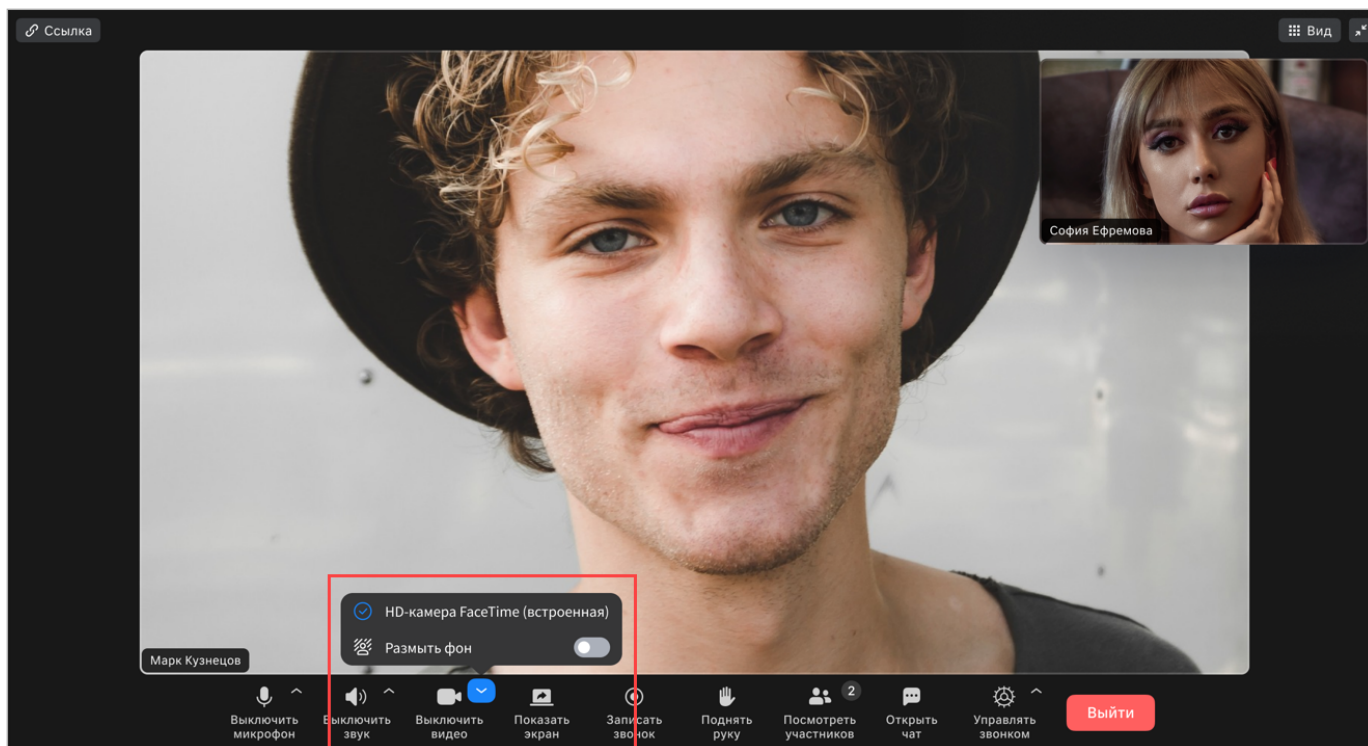 Ссылка
Вид
София Ефремова
HD-камера FaceTime (встроенная)
Размыть фон
Марк Кузнецов
2
Выключить микрофон
Выключить звук
Выключить видео
Показать экран
Записать звонок
Поднять руку
Посмотреть участников
Открыть чат
Управлять звонком
Выйти